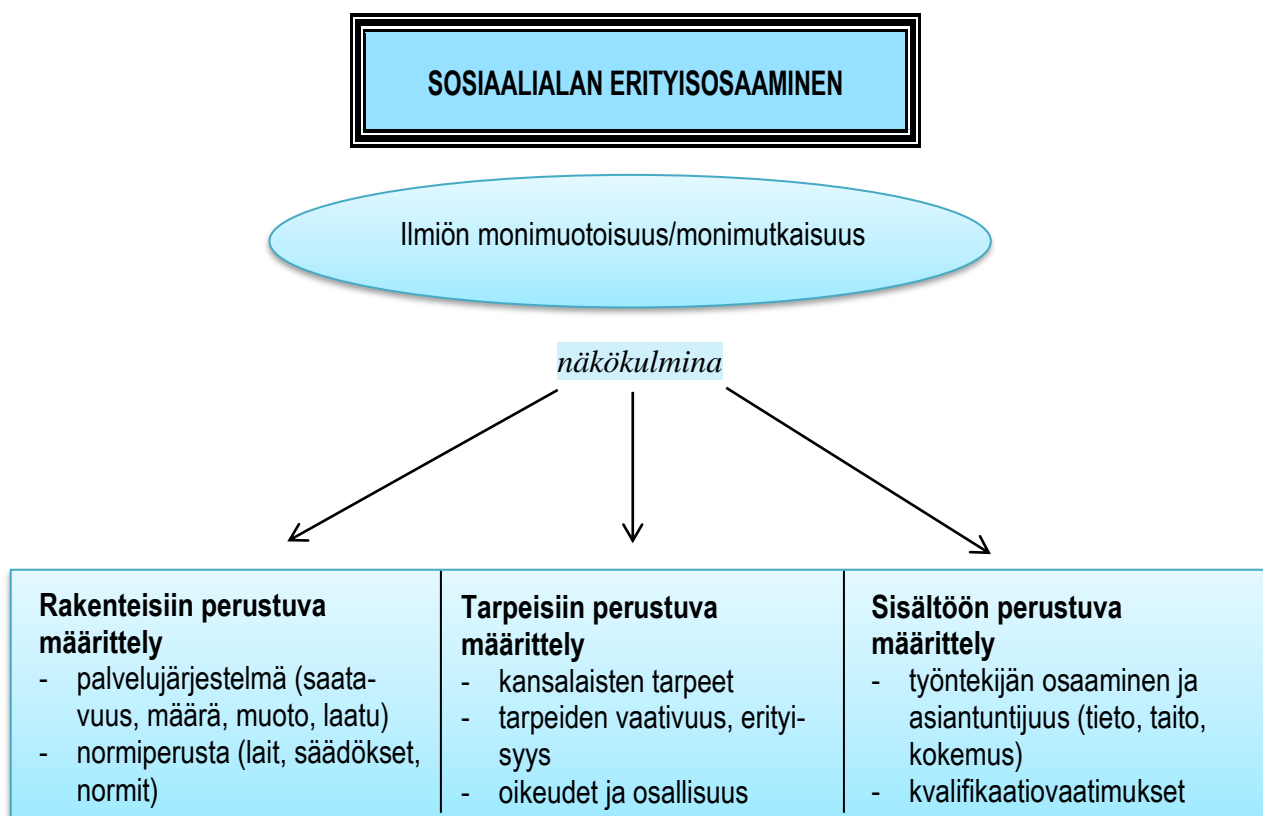 SOSIAALIALAN ERITYISOSAAMINEN
Ilmiön monimuotoisuus/monimutkaisuus
näkökulmina
Rakenteisiin perustuva
määrittely
- palvelujärjestelmä (saata-
vuus, määrä, muoto, laatu)
- normiperusta (lait, säädökset,
normit)
Tarpeisiin perustuva
määrittely
- kansalaisten tarpeet
- tarpeiden vaativuus, erityi-
syys
- oikeudet ja osallisuus
Sisältöön perustuva
määrittely
- työntekijän osaaminen ja
asiantuntijuus (tieto, taito,
kokemus)
- kvalifikaatiovaatimukset